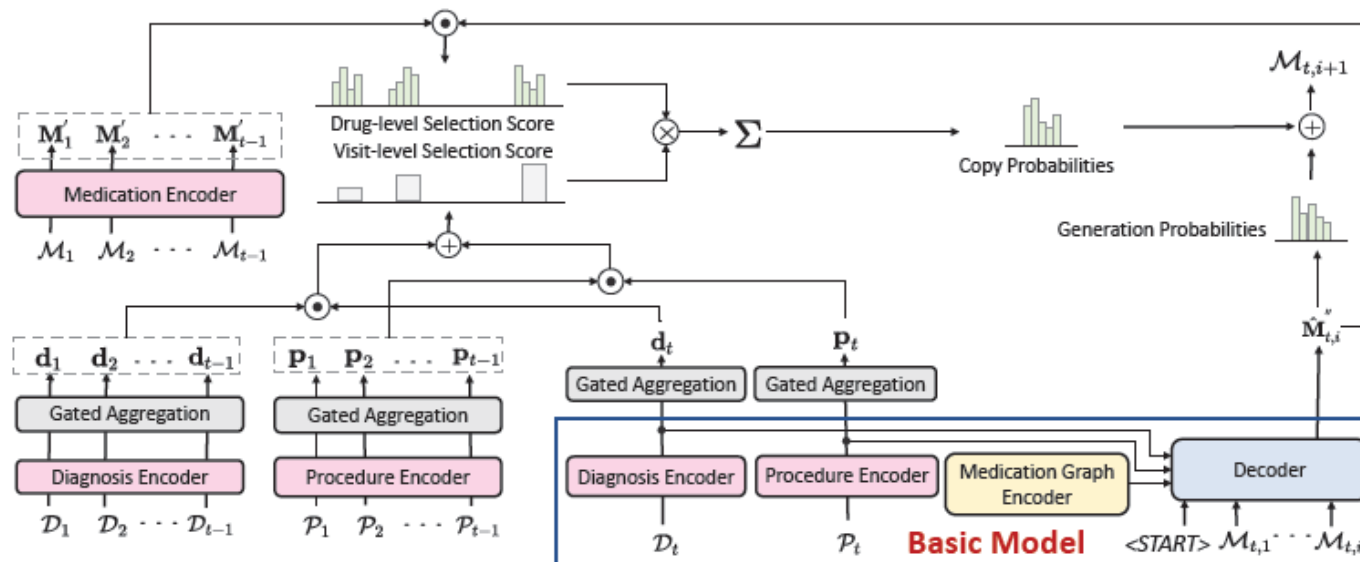 Drug-level Selection Score
Visit-level Selection Score
M′₁ M′₂ · · · M′ₜ₋₁
Medication Encoder
ℳ₁ ℳ₂ · · · ℳₜ₋₁
Σ
Copy Probabilities
ℳₜ,ᵢ₊₁
Generation Probabilities
M̂″ₜ,ᵢ
d₁ d₂ · · · dₜ₋₁
Gated Aggregation
Diagnosis Encoder
𝒟₁ 𝒟₂ · · · 𝒟ₜ₋₁
p₁ p₂ . . . pₜ₋₁
Gated Aggregation
Procedure Encoder
𝒫₁ 𝒫₂ · · · 𝒫ₜ₋₁
dₜ
Gated Aggregation
Diagnosis Encoder
𝒟ₜ
pₜ
Gated Aggregation
Procedure Encoder
𝒫ₜ
Medication Graph
Encoder
Decoder
Basic Model
<START> ℳₜ,₁ · · · ℳₜ,ᵢ